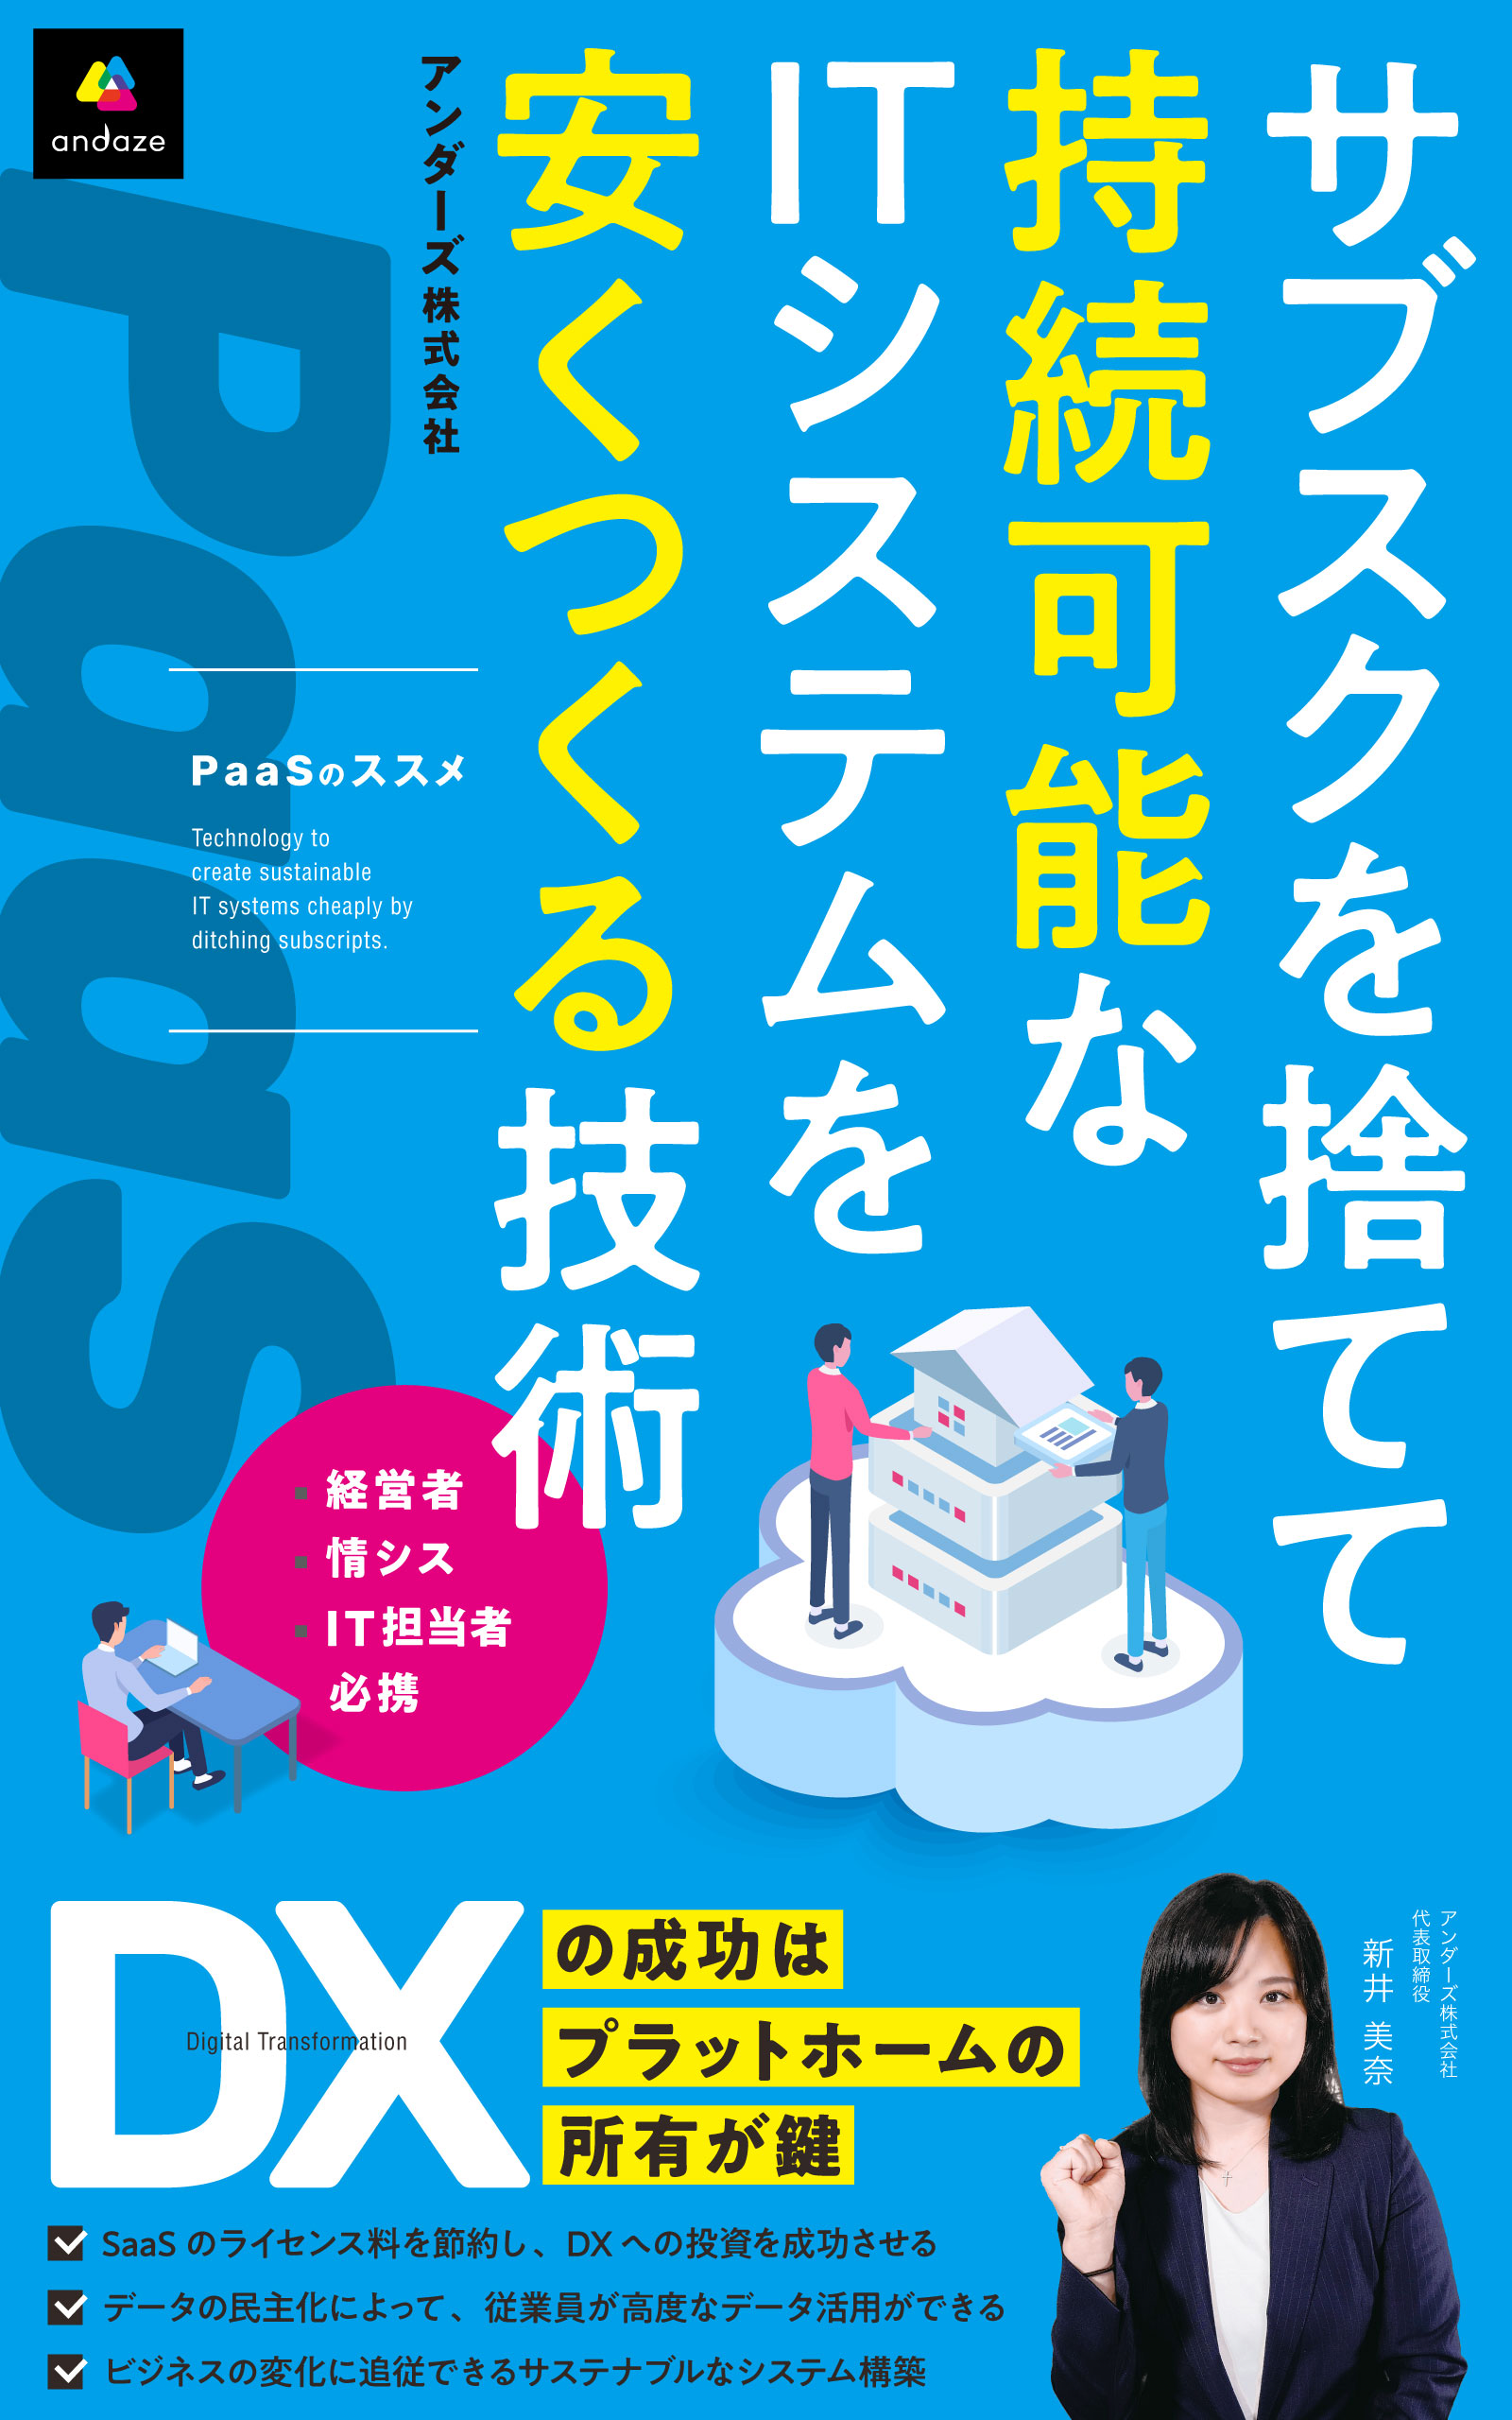 サブスクを捨てて
持続可能な
ITシステムを
安くつくる技術
アンダーズ株式会社
andaze
PaaS
PaaSのススメ
Technology to
create sustainable
IT systems cheaply by
ditching subscripts.
経営者
情シス
IT担当者
必携
DX
Digital Transformation
の成功は
プラットホームの
所有が鍵
アンダーズ株式会社
代表取締役
新井 美奈
SaaS のライセンス料を節約し、DX への投資を成功させる
データの民主化によって、従業員が高度なデータ活用ができる
ビジネスの変化に追従できるサステナブルなシステム構築